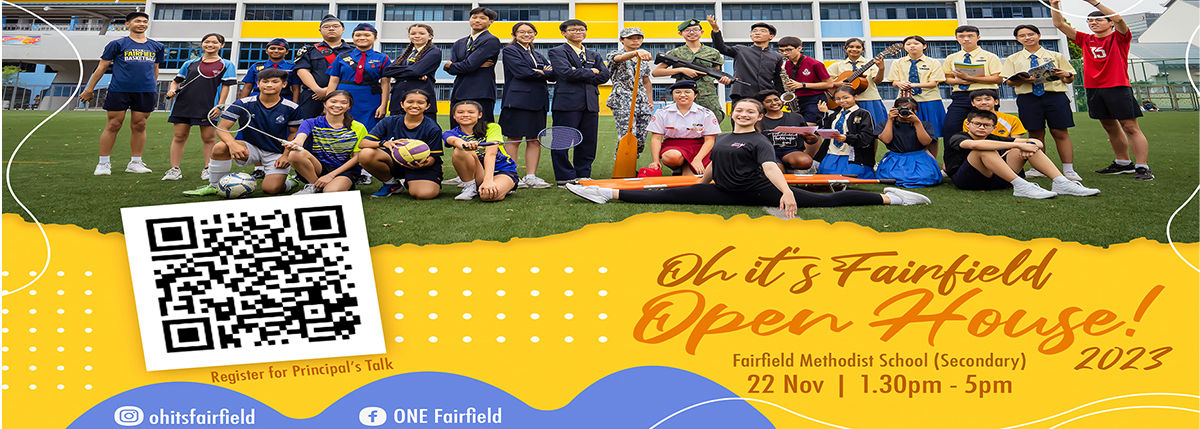 FAIRFIELD
BASKETBALL
Oh it's Fairfield
Open House!
2023
Fairfield Methodist School (Secondary)
22 Nov | 1.30pm - 5pm
Register for Principal's Talk
ohitsfairfield
ONE Fairfield